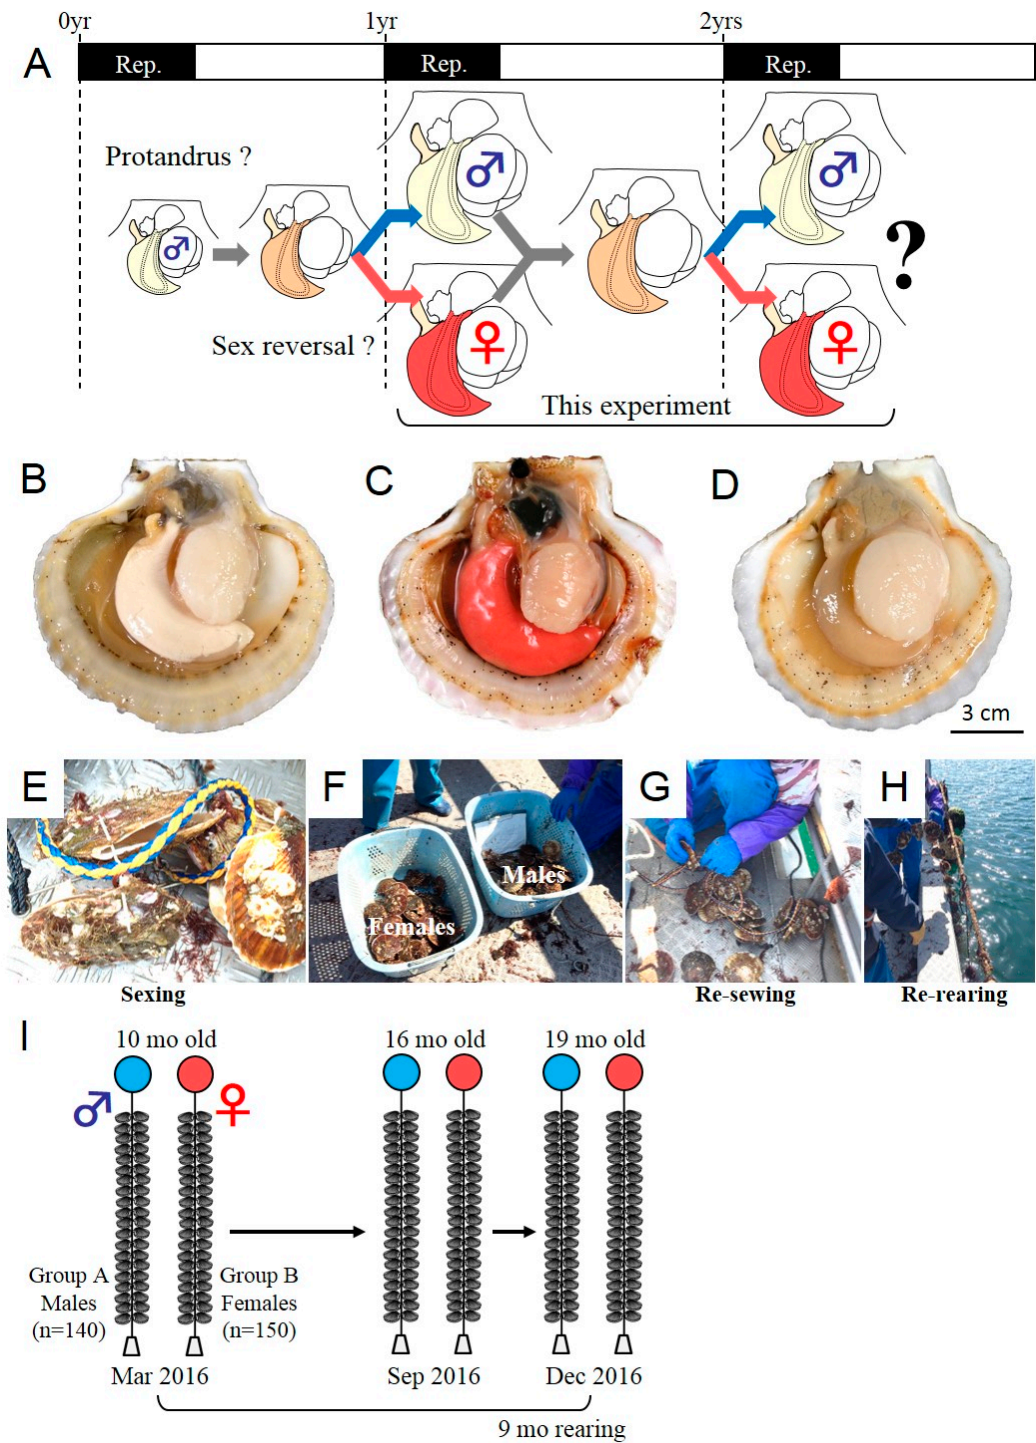 0yr 1yr 2yrs
A Rep. Rep. Rep.
Protandrus ?
♂ ♂ ♂
?
Sex reversal ?
♀ ♀
This experiment
B C D
3 cm
E F G H
Males
Females
Sexing Re-sewing Re-rearing
I
10 mo old 16 mo old 19 mo old
♂ ♀
Group A Group B
Males Females
(n=140) (n=150)
Mar 2016 Sep 2016 Dec 2016
9 mo rearing